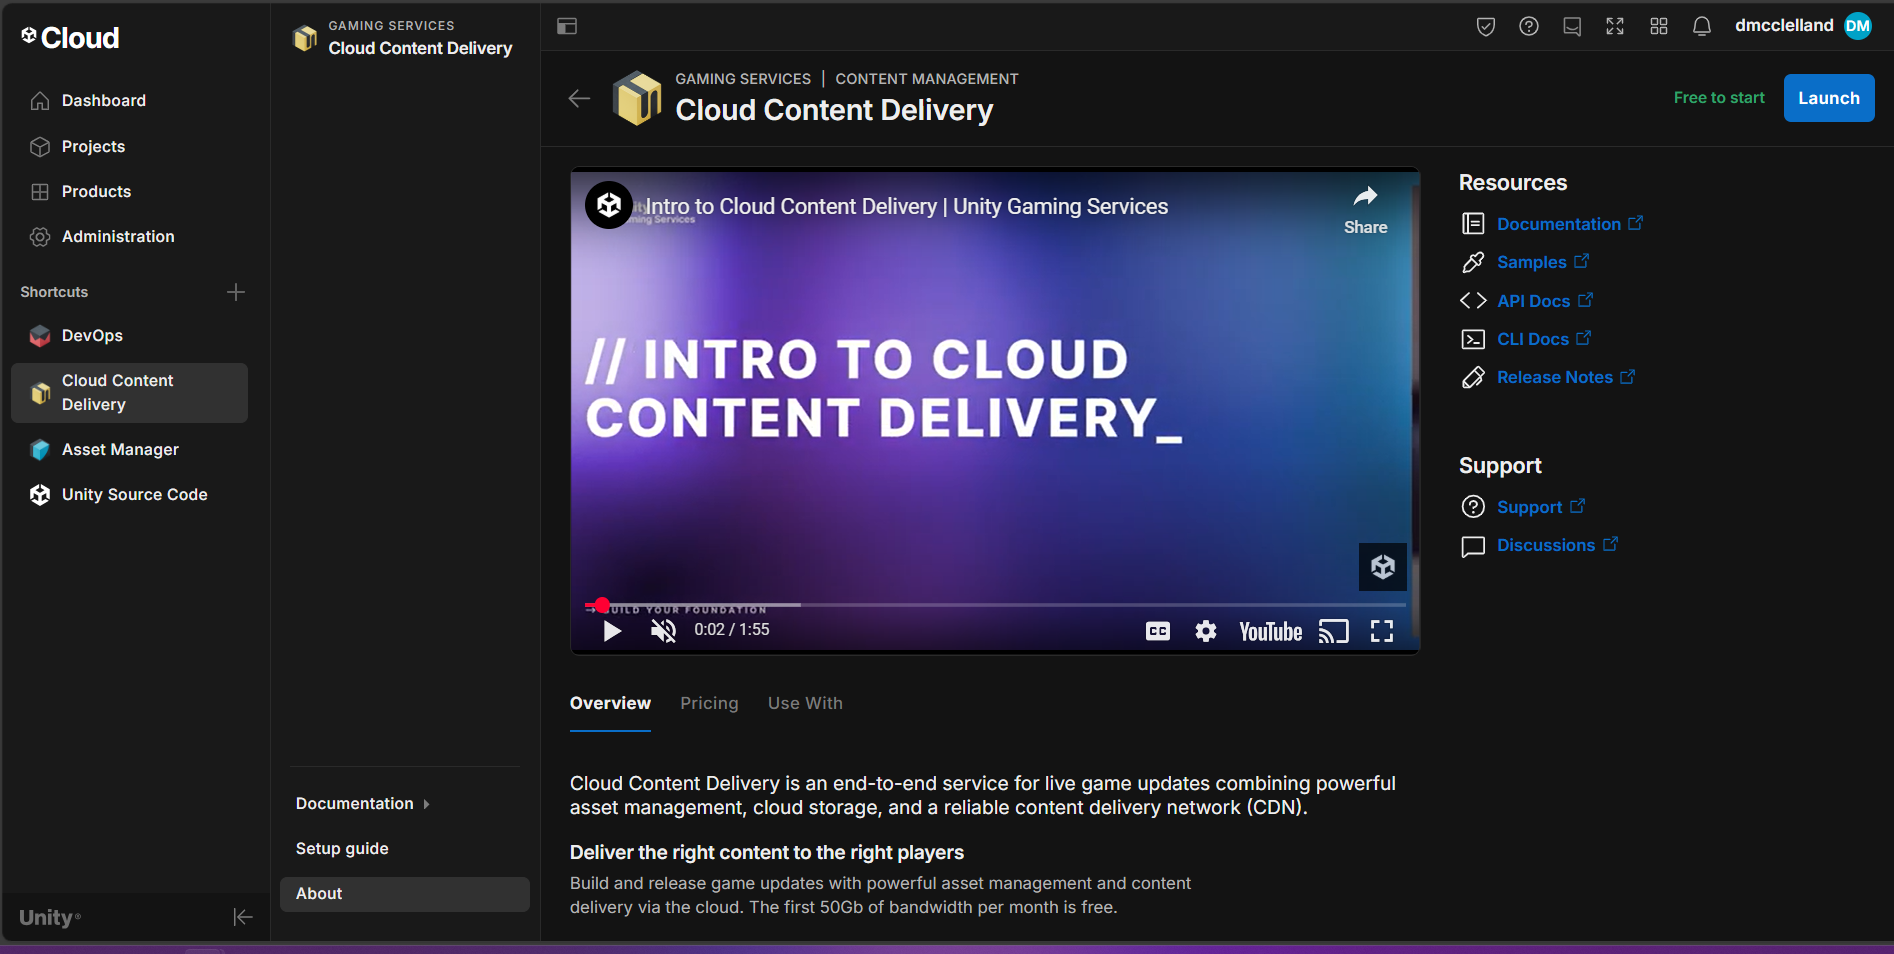 Cloud
Dashboard
Projects
Products
Administration
Shortcuts
DevOps
Cloud Content
Delivery
Asset Manager
Unity Source Code
Unity
GAMING SERVICES
Cloud Content Delivery
Documentation
Setup guide
About
dmcclelland
DM
GAMING SERVICES | CONTENT MANAGEMENT
Cloud Content Delivery
Free to start
Launch
Intro to Cloud Content Delivery | Unity Gaming Services
Share
// INTRO TO CLOUD
CONTENT DELIVERY_
BUILD YOUR FOUNDATION
0:02 / 1:55
CC
YouTube
Overview
Pricing
Use With
Cloud Content Delivery is an end-to-end service for live game updates combining powerful
asset management, cloud storage, and a reliable content delivery network (CDN).
Deliver the right content to the right players
Build and release game updates with powerful asset management and content
delivery via the cloud. The first 50Gb of bandwidth per month is free.
Resources
Documentation
Samples
API Docs
CLI Docs
Release Notes
Support
Support
Discussions